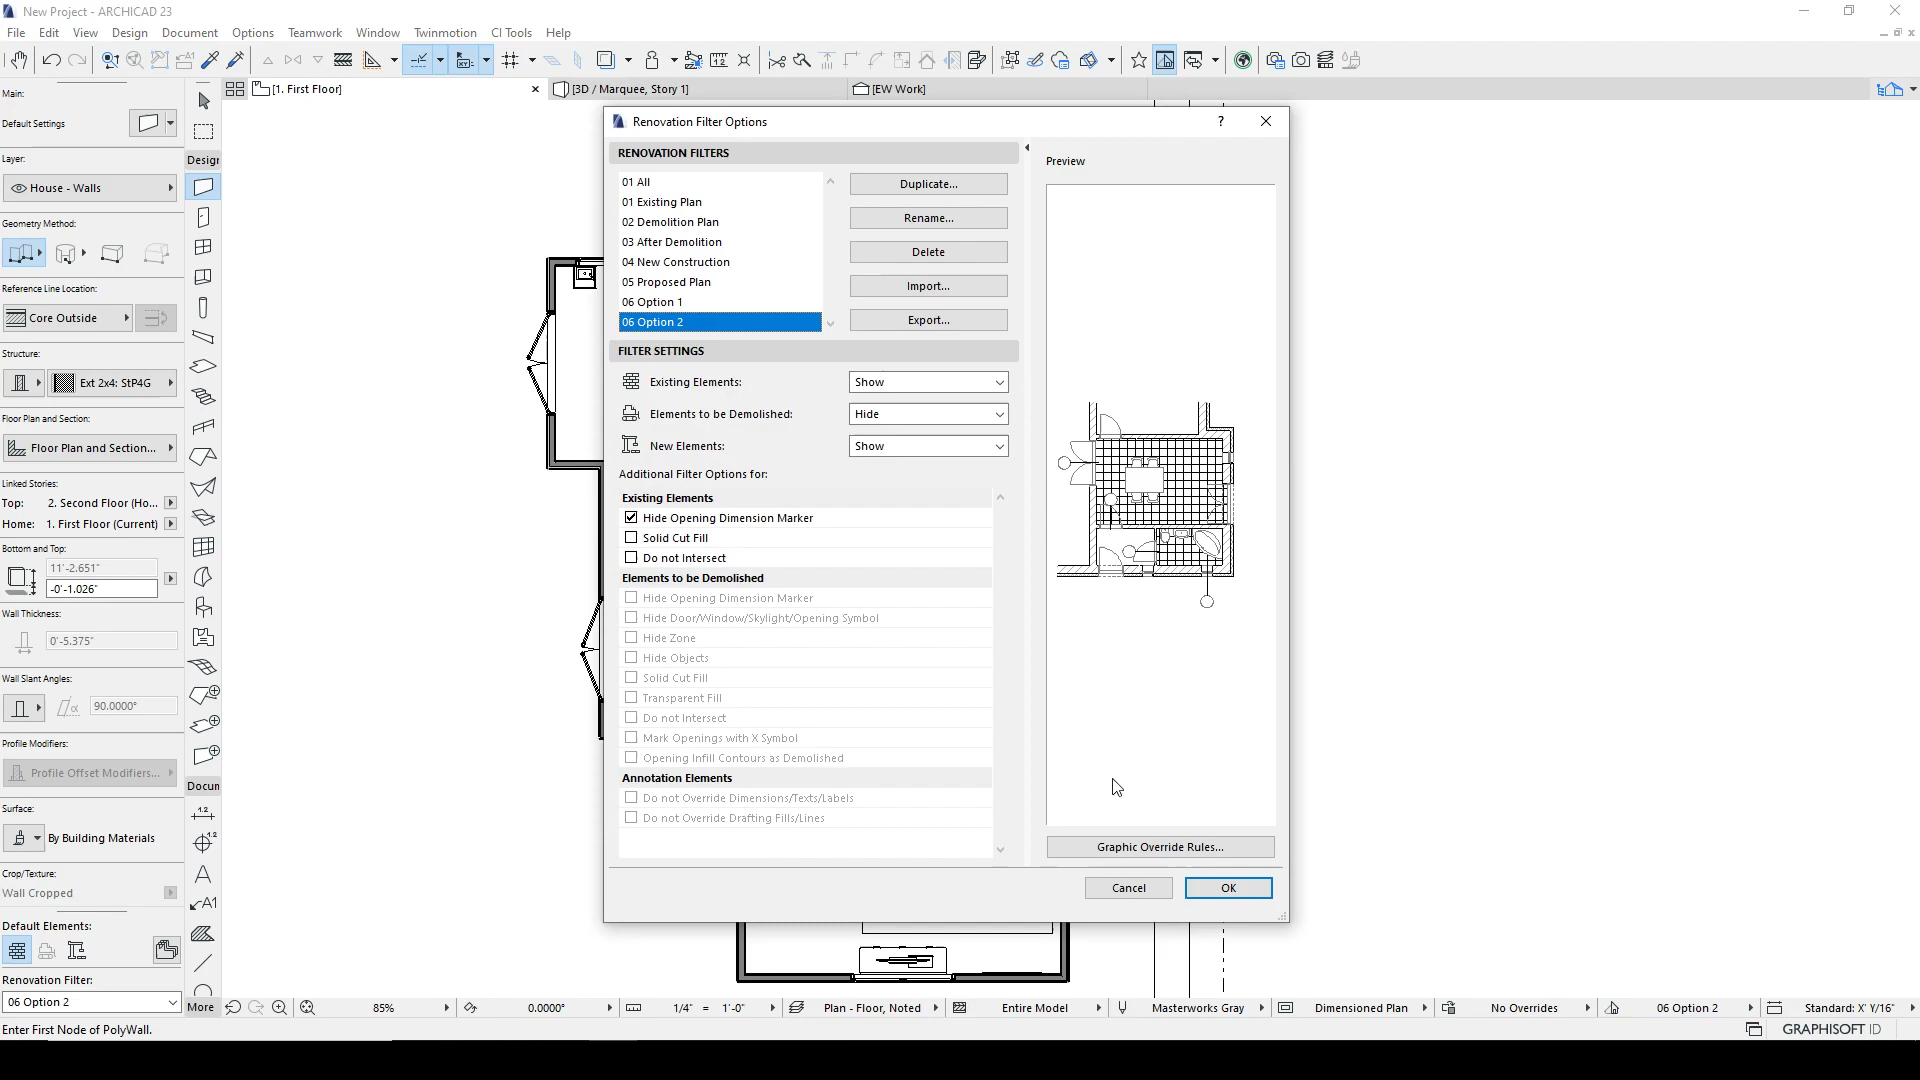 New Project - ARCHICAD 23
File Edit View Design Document Options Teamwork Window Twinmotion CI Tools Help
[1. First Floor]
[3D / Marquee, Story 1]
[EW Work]
Main:
Default Settings
Layer:
House - Walls
Geometry Method:
Reference Line Location:
Core Outside
Structure:
Ext 2x4: StP4G
Floor Plan and Section:
Floor Plan and Section...
Linked Stories:
Top: 2. Second Floor (Ho...
Home: 1. First Floor (Current)
Bottom and Top:
11'-2.651"
-0'-1.026"
Wall Thickness:
0'-5.375"
Wall Slant Angles:
90.0000°
Profile Modifiers:
Profile Offset Modifiers...
Surface:
By Building Materials
Crop/Texture:
Wall Cropped
Default Elements:
Renovation Filter:
06 Option 2
Enter First Node of PolyWall.
Design
Docun
1.2
1.2
A
A1
More
Renovation Filter Options
?
RENOVATION FILTERS
01 All
01 Existing Plan
02 Demolition Plan
03 After Demolition
04 New Construction
05 Proposed Plan
06 Option 1
06 Option 2
Duplicate...
Rename...
Delete
Import...
Export...
FILTER SETTINGS
Existing Elements: Show
Elements to be Demolished: Hide
New Elements: Show
Additional Filter Options for:
Existing Elements
Hide Opening Dimension Marker
Solid Cut Fill
Do not Intersect
Elements to be Demolished
Hide Opening Dimension Marker
Hide Door/Window/Skylight/Opening Symbol
Hide Zone
Hide Objects
Solid Cut Fill
Transparent Fill
Do not Intersect
Mark Openings with X Symbol
Opening Infill Contours as Demolished
Annotation Elements
Do not Override Dimensions/Texts/Labels
Do not Override Drafting Fills/Lines
Preview
Graphic Override Rules...
Cancel
OK
85% 0.0000° 1/4" = 1'-0" Plan - Floor, Noted Entire Model Masterworks Gray Dimensioned Plan No Overrides 06 Option 2 Standard: X' Y/16"
GRAPHISOFT ID